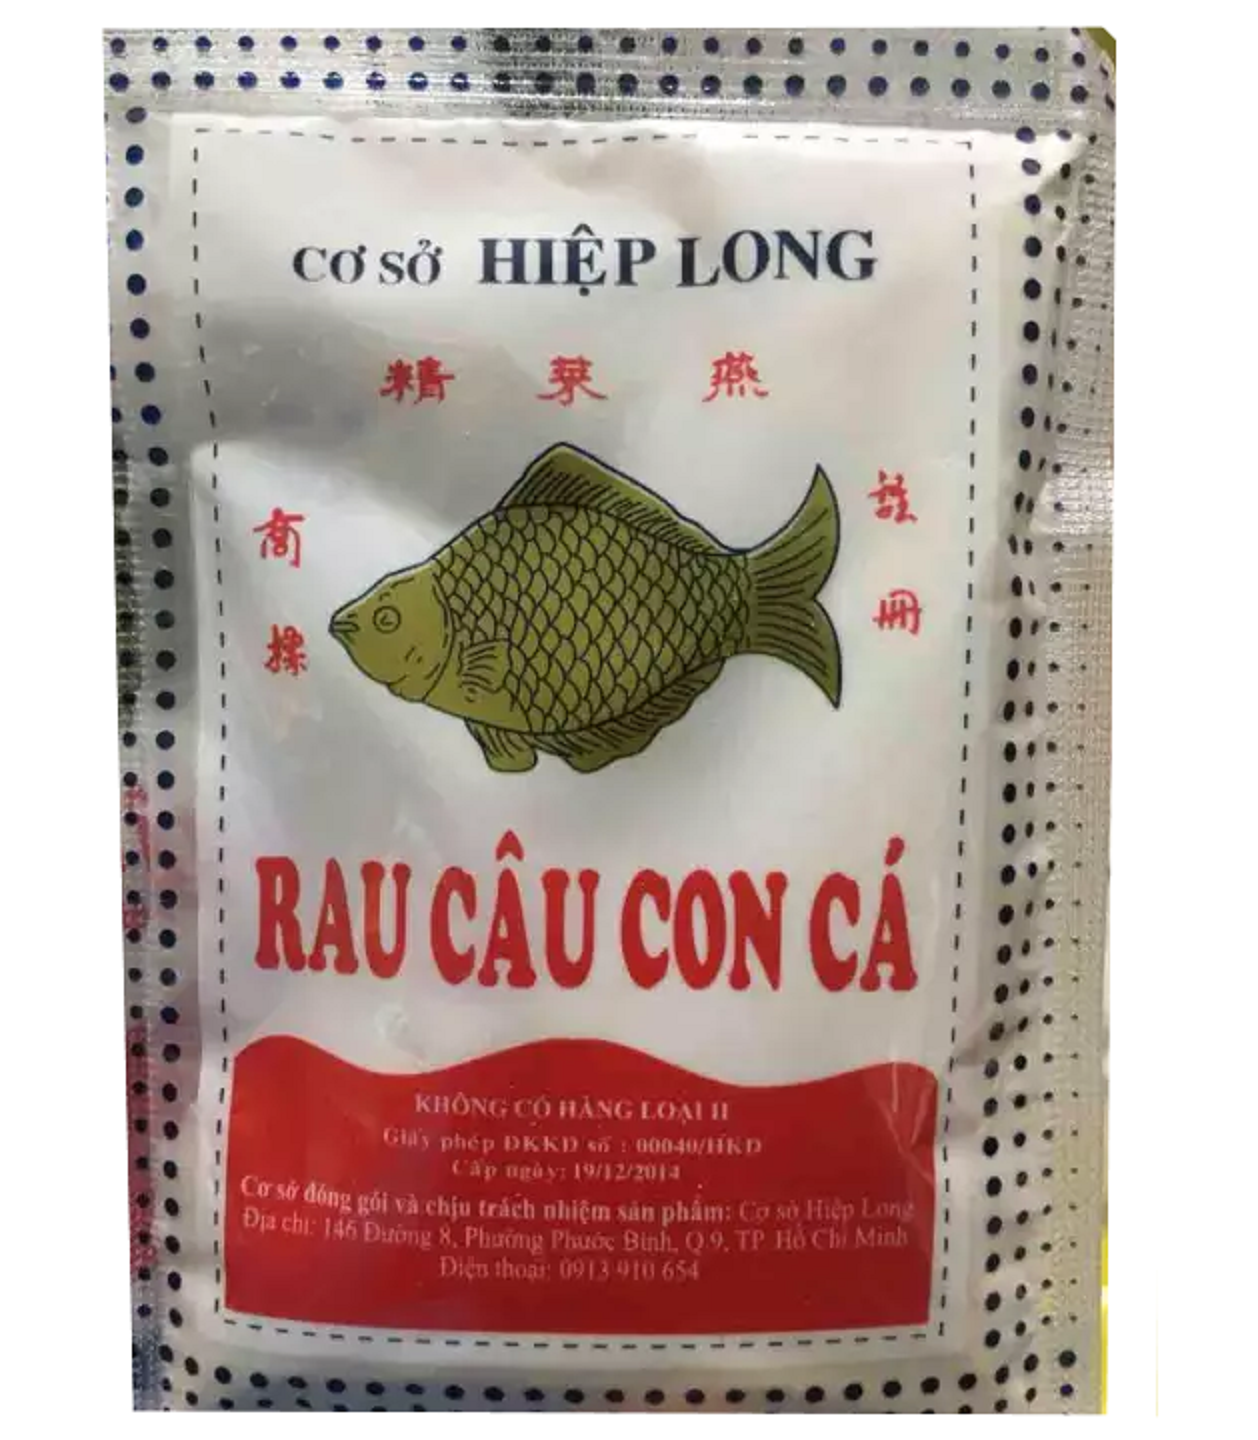 CƠ SỞ HIỆP LONG
精菜燕
商標
註冊
RAU CÂU CON CÁ
KHÔNG CÓ HÀNG LOẠI II
Giấy phép ĐKKD số : 00040/HKD
Cấp ngày: 19/12/2014
Cơ sở đóng gói và chịu trách nhiệm sản phẩm: Cơ sở Hiệp Long
Địa chỉ: 146 Đường 8, Phường Phước Bình, Q.9, TP Hồ Chí Minh
Điện thoại: 0913 910 654